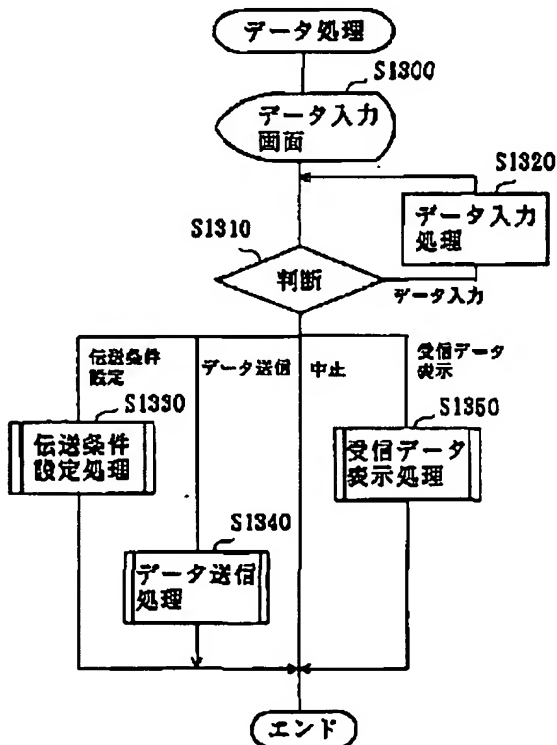 データ処理
S1300
データ入力
画面
S1320
データ入力
処理
S1310
判断
データ入力
伝送条件
設定
データ送信
中止
受信データ
表示
S1330
伝送条件
設定処理
S1350
受信データ
表示処理
S1340
データ送信
処理
エンド